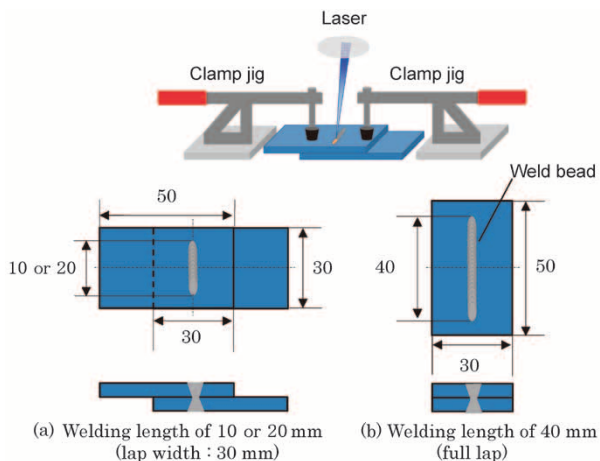 Laser
Clamp jig
Clamp jig
Weld bead
50
10 or 20
30
30
40
50
30
(a) Welding length of 10 or 20 mm
(lap width : 30 mm)
(b) Welding length of 40 mm
(full lap)